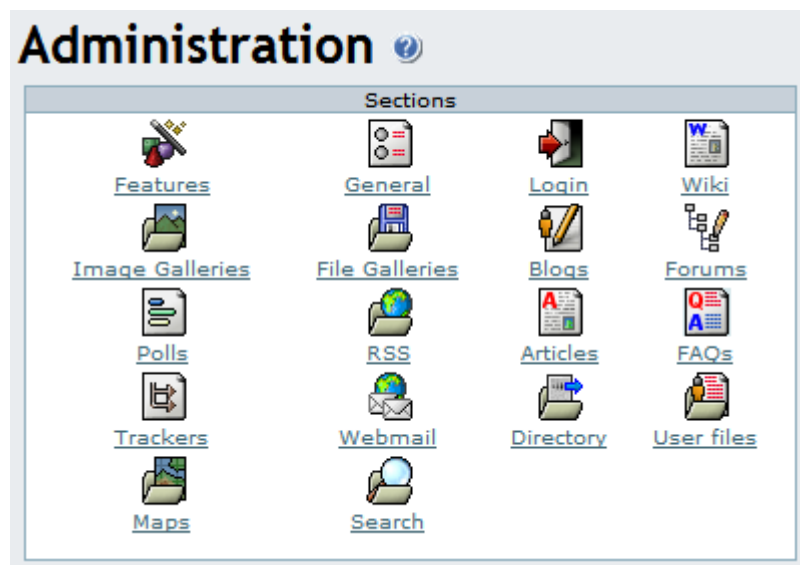 Administration
Sections
Features General Login Wiki
Image Galleries File Galleries Blogs Forums
Polls RSS Articles FAQs
Trackers Webmail Directory User files
Maps Search